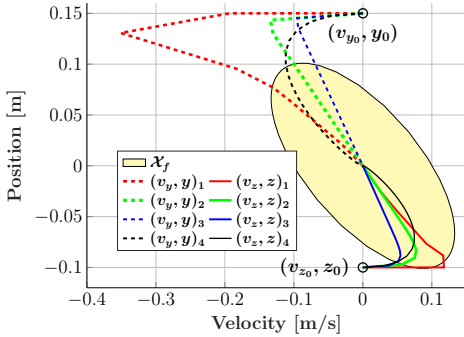 0.15
0.1
0.05
0
−0.05
−0.1
Position [m]
(v_{y_0}, y_0)
(v_{z_0}, z_0)
𝒳_f
(v_y, y)_1 (v_z, z)_1
(v_y, y)_2 (v_z, z)_2
(v_y, y)_3 (v_z, z)_3
(v_y, y)_4 (v_z, z)_4
−0.4 −0.3 −0.2 −0.1 0 0.1
Velocity [m/s]